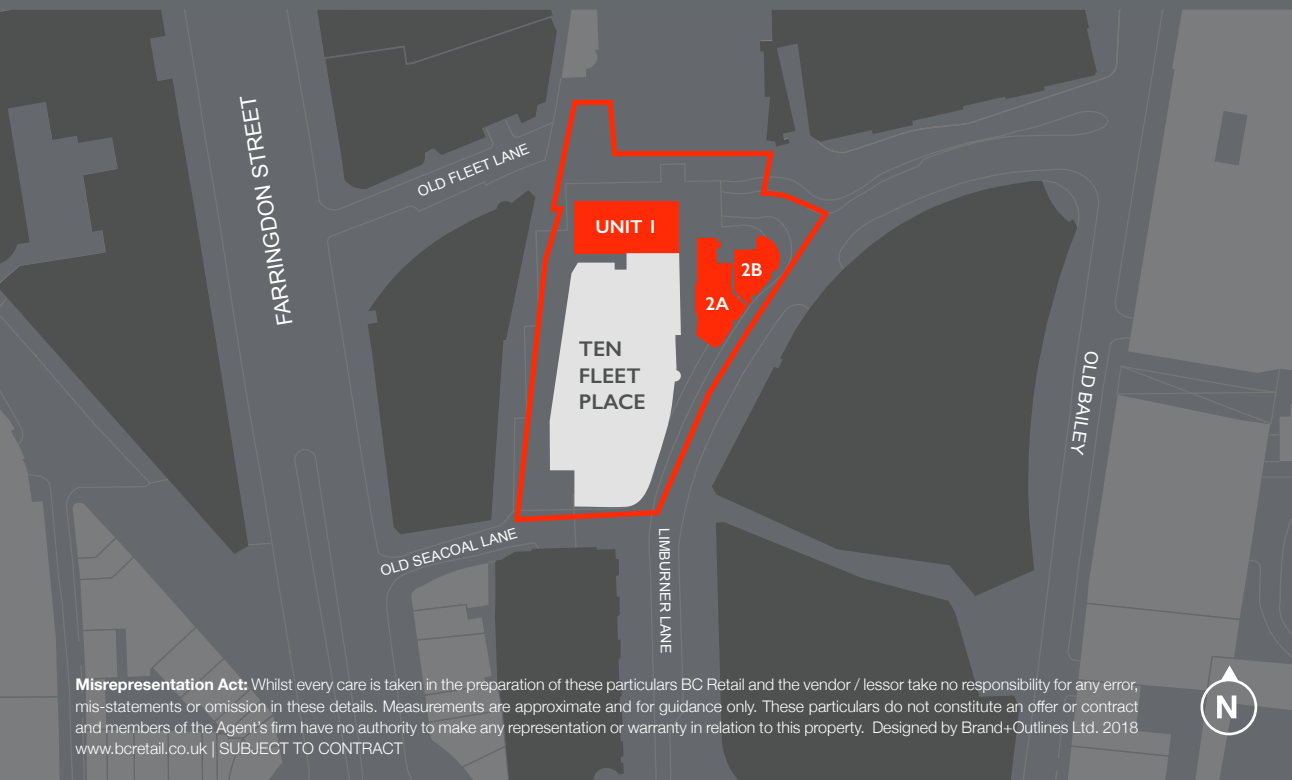 FARRINGDON STREET
OLD FLEET LANE
UNIT 1
2B
2A
TEN
FLEET
PLACE
OLD BAILEY
OLD SEACOAL LANE
LIMBURNER LANE
Misrepresentation Act: Whilst every care is taken in the preparation of these particulars BC Retail and the vendor / lessor take no responsibility for any error,
mis-statements or omission in these details. Measurements are approximate and for guidance only. These particulars do not constitute an offer or contract
and members of the Agent's firm have no authority to make any representation or warranty in relation to this property. Designed by Brand+Outlines Ltd. 2018
www.bcretail.co.uk | SUBJECT TO CONTRACT
N